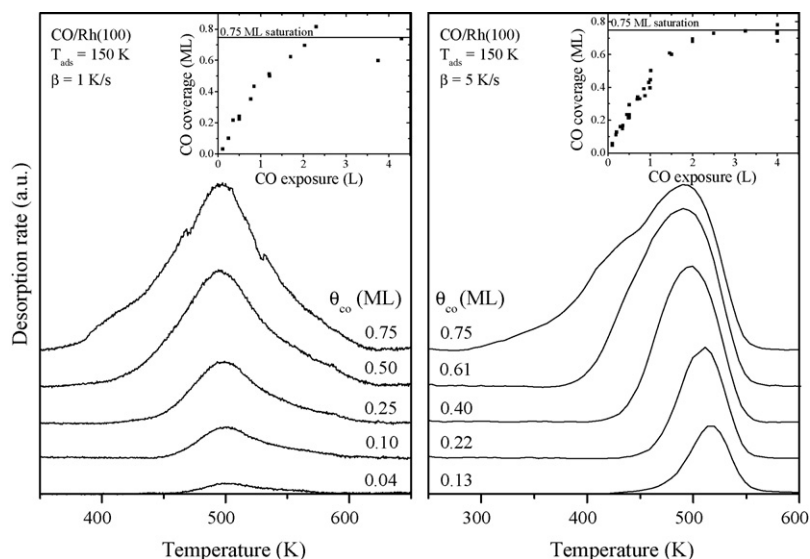 CO/Rh(100)
T_ads = 150 K
β = 1 K/s
0.75 ML saturation
CO coverage (ML)
0.8
0.6
0.4
0.2
0.0
0 1 2 3 4
CO exposure (L)
Desorption rate (a.u.)
θ_co (ML)
0.75
0.50
0.25
0.10
0.04
400 500 600
Temperature (K)
CO/Rh(100)
T_ads = 150 K
β = 5 K/s
0.75 ML saturation
CO coverage (ML)
0.8
0.6
0.4
0.2
0.0
0 1 2 3 4
CO exposure (L)
θ_co (ML)
0.75
0.61
0.40
0.22
0.13
300 400 500 600
Temperature (K)